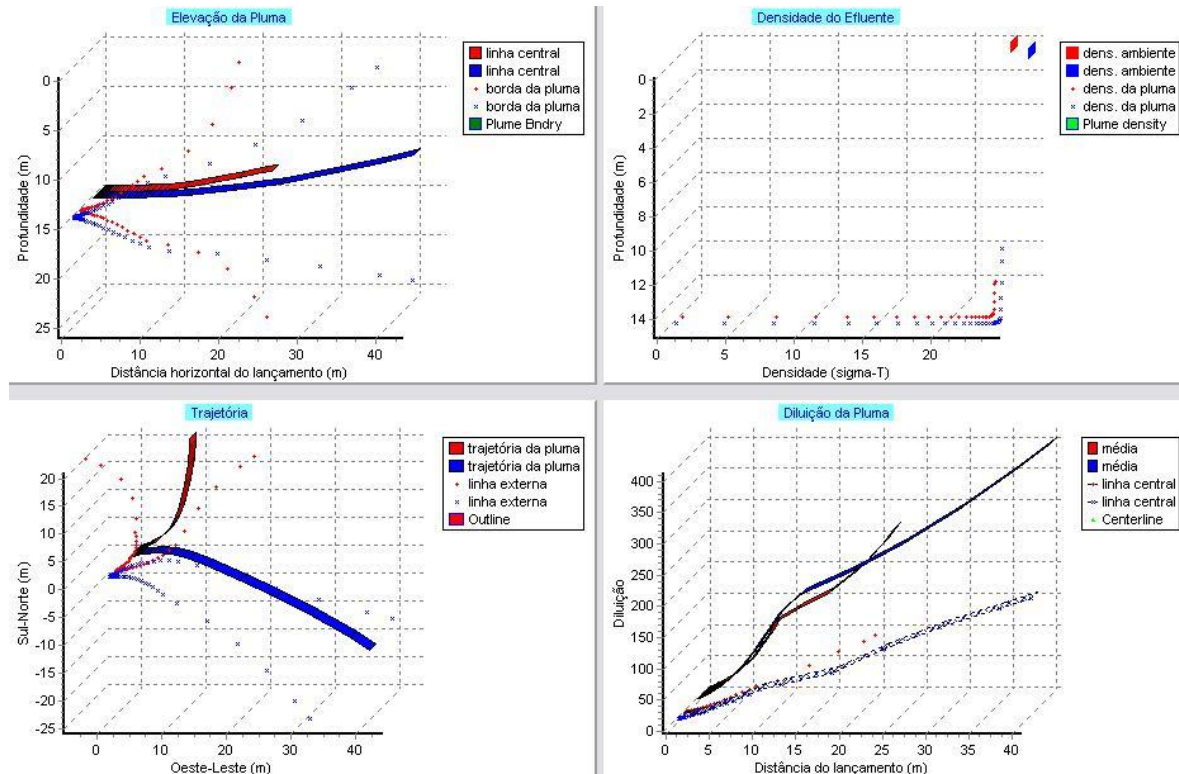 Elevação da Pluma
linha central
linha central
borda da pluma
borda da pluma
Plume Bndry
Profundidade (m)
0
5
10
15
20
25
0 10 20 30 40
Distância horizontal do lançamento (m)
Densidade do Efluente
dens. ambiente
dens. ambiente
dens. da pluma
dens. da pluma
Plume density
Profundidade (m)
0
2
4
6
8
10
12
14
0 5 10 15 20
Densidade (sigma-T)
Trajetória
trajetória da pluma
trajetória da pluma
linha externa
linha externa
Outline
Sul-Norte (m)
20
15
10
5
0
-5
-10
-15
-20
-25
0 10 20 30 40
Oeste-Leste (m)
Diluição da Pluma
média
média
linha central
linha central
Centerline
Diluição
400
350
300
250
200
150
100
50
0
0 5 10 15 20 25 30 35 40
Distância do lançamento (m)